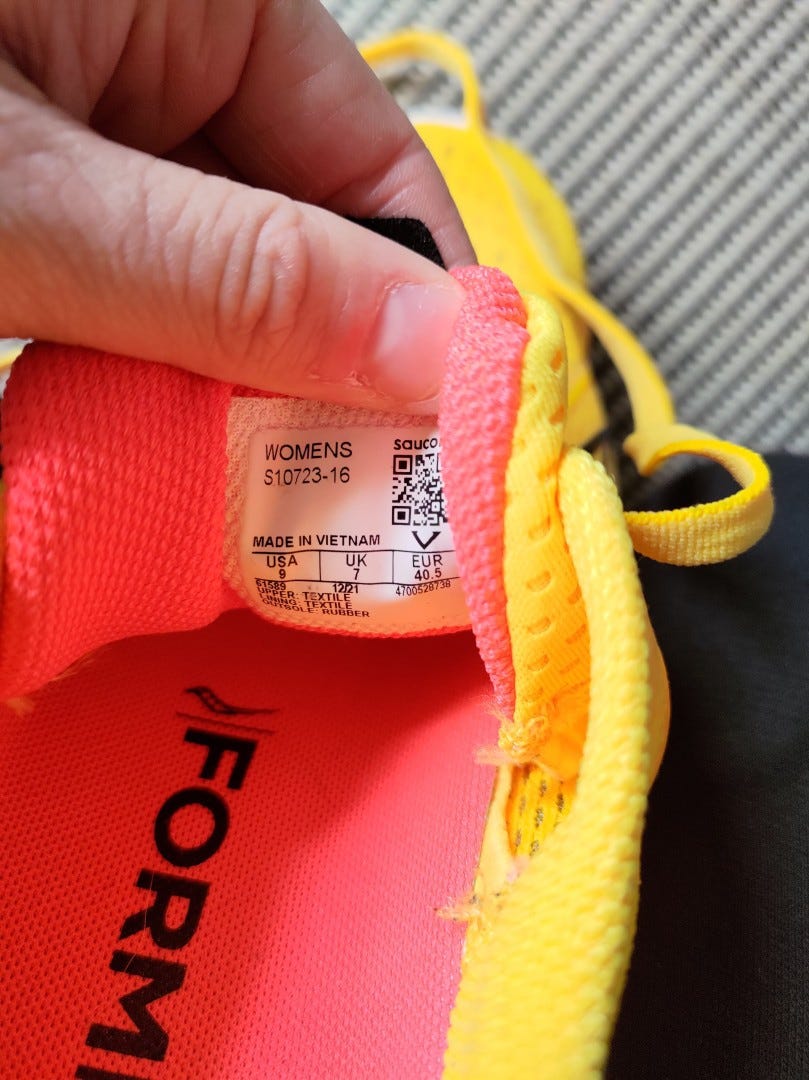 WOMENS
S10723-16
sauco
MADE IN VIETNAM
USA UK EUR
9 7 40.5
61589 12/21 4700528738
UPPER: TEXTILE
LINING: TEXTILE
OUTSOLE: RUBBER
FORM